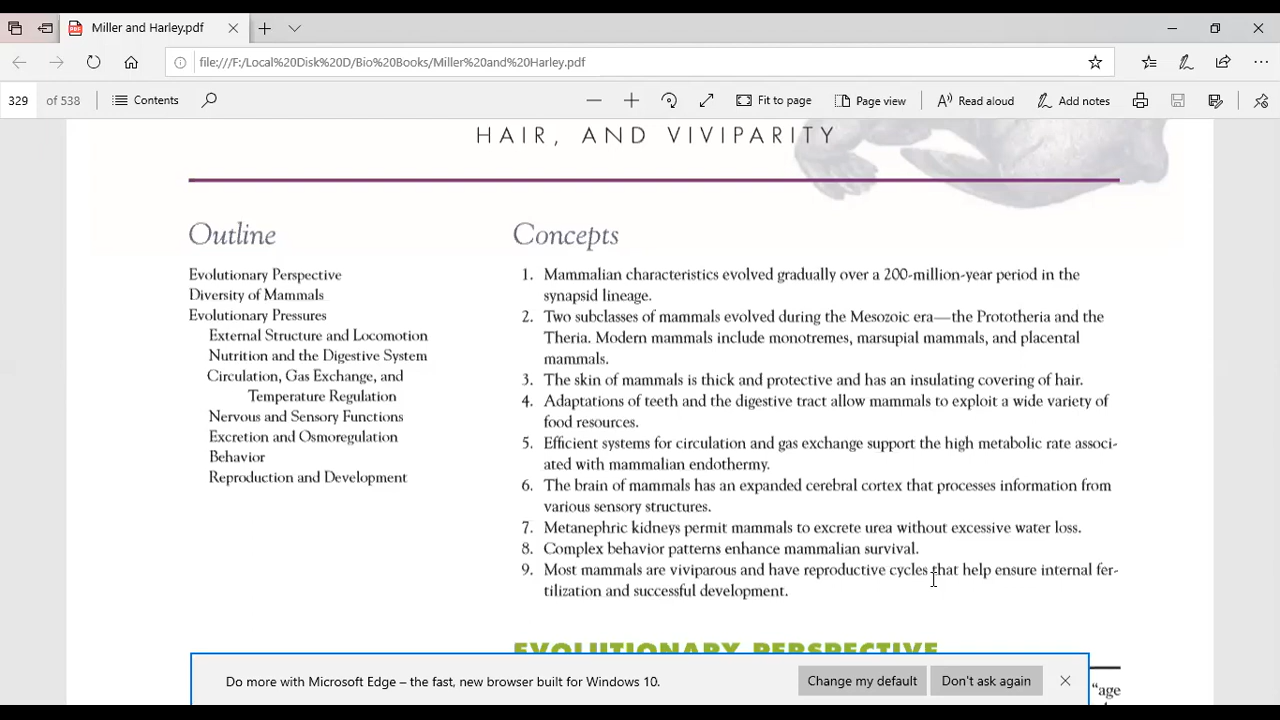 Miller and Harley.pdf
file:///F:/Local%20Disk%20D/Bio%20Books/Miller%20and%20Harley.pdf
329 of 538 Contents Fit to page Page view Read aloud Add notes
HAIR, AND VIVIPARITY
Outline
Evolutionary Perspective
Diversity of Mammals
Evolutionary Pressures
External Structure and Locomotion
Nutrition and the Digestive System
Circulation, Gas Exchange, and
Temperature Regulation
Nervous and Sensory Functions
Excretion and Osmoregulation
Behavior
Reproduction and Development
Concepts
1. Mammalian characteristics evolved gradually over a 200-million-year period in the
synapsid lineage.
2. Two subclasses of mammals evolved during the Mesozoic era—the Prototheria and the
Theria. Modern mammals include monotremes, marsupial mammals, and placental
mammals.
3. The skin of mammals is thick and protective and has an insulating covering of hair.
4. Adaptations of teeth and the digestive tract allow mammals to exploit a wide variety of
food resources.
5. Efficient systems for circulation and gas exchange support the high metabolic rate associ-
ated with mammalian endothermy.
6. The brain of mammals has an expanded cerebral cortex that processes information from
various sensory structures.
7. Metanephric kidneys permit mammals to excrete urea without excessive water loss.
8. Complex behavior patterns enhance mammalian survival.
9. Most mammals are viviparous and have reproductive cycles that help ensure internal fer-
tilization and successful development.
EVOLUTIONARY PERSPECTIVE
"age
Do more with Microsoft Edge – the fast, new browser built for Windows 10. Change my default Don't ask again